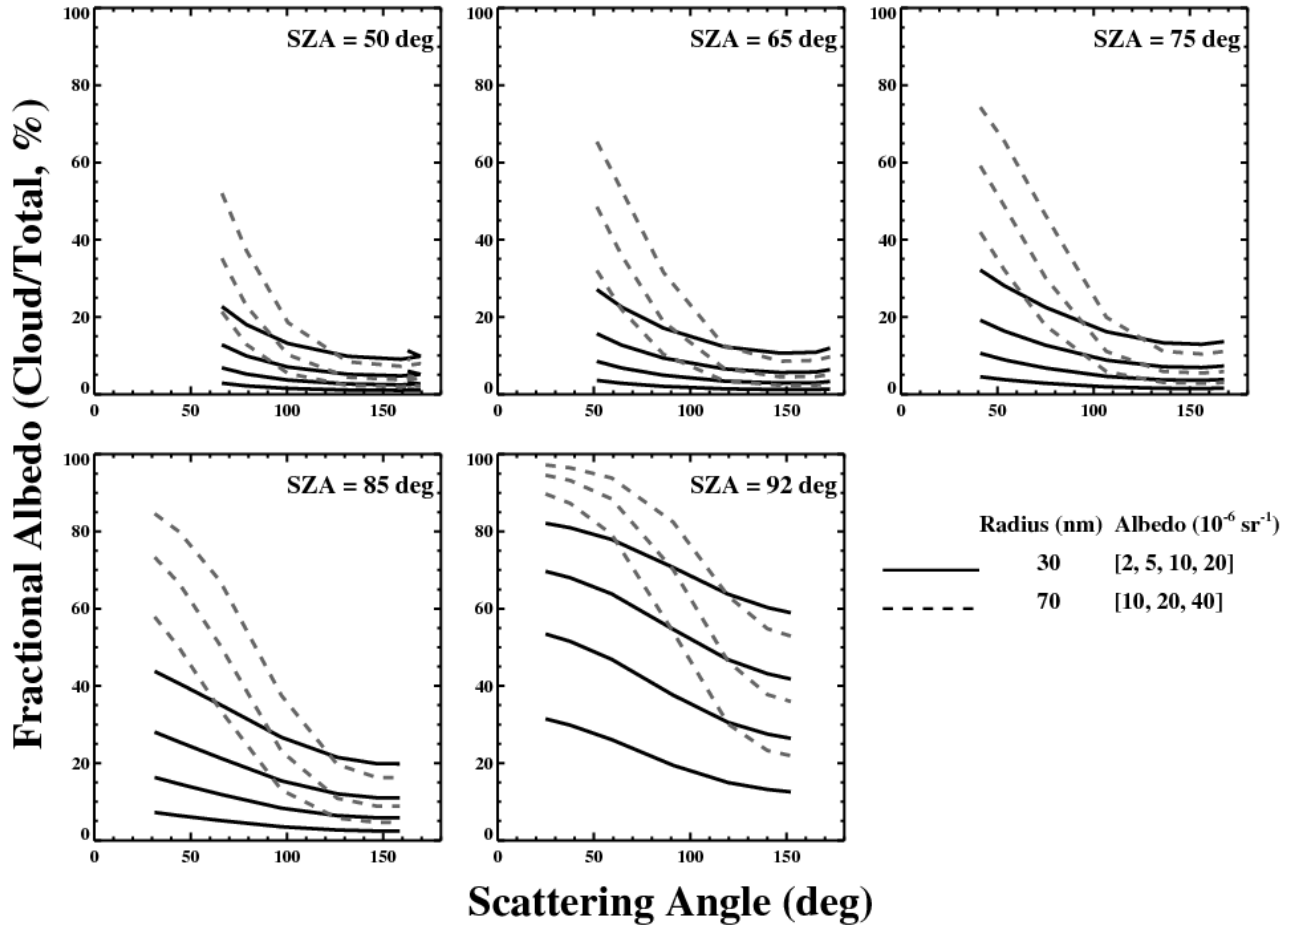 Fractional Albedo (Cloud/Total, %)
SZA = 50 deg
100
80
60
40
20
0
0 50 100 150
SZA = 65 deg
100
80
60
40
20
0
0 50 100 150
SZA = 75 deg
100
80
60
40
20
0
0 50 100 150
SZA = 85 deg
100
80
60
40
20
0
0 50 100 150
SZA = 92 deg
100
80
60
40
20
0
0 50 100 150
Radius (nm) Albedo (10⁻⁶ sr⁻¹)
30 [2, 5, 10, 20]
70 [10, 20, 40]
Scattering Angle (deg)